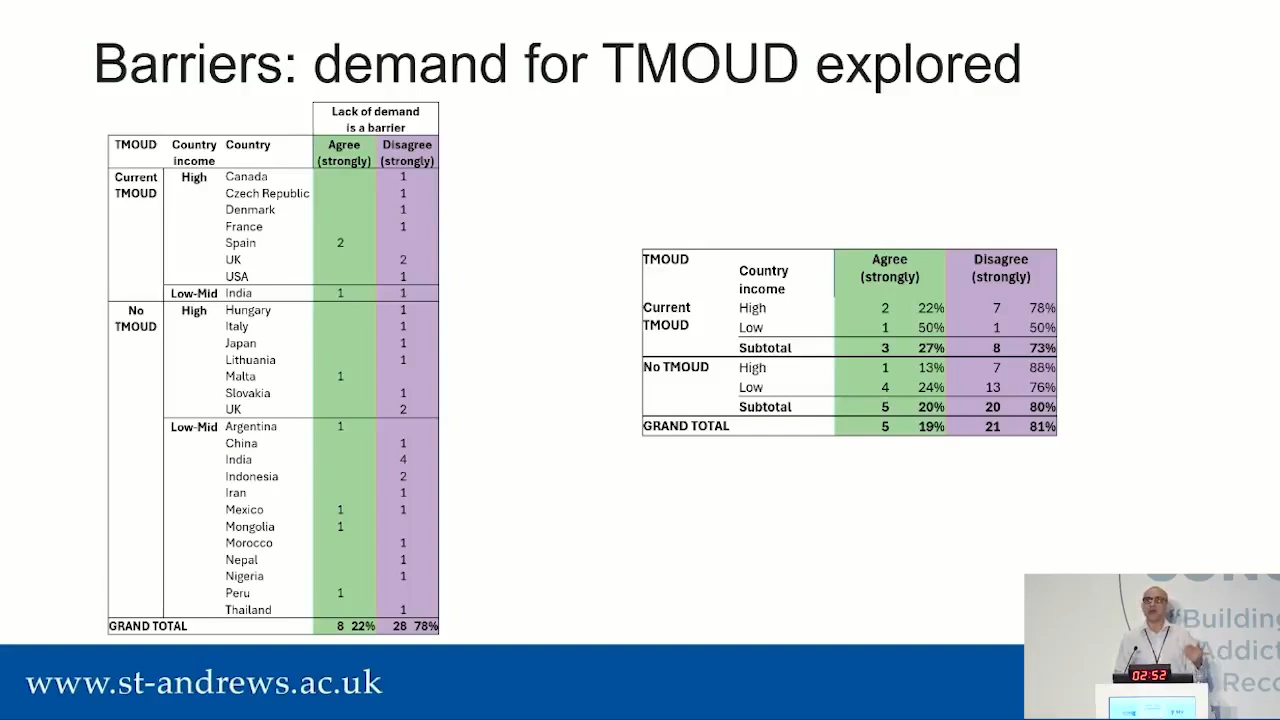 Barriers: demand for TMOUD explored
Lack of demand
is a barrier
TMOUD Country Country Agree Disagree
income (strongly) (strongly)
Current High Canada 1
TMOUD Czech Republic 1
Denmark 1
France 1
Spain 2
UK 2
USA 1
Low-Mid India 1 1
No High Hungary 1
TMOUD Italy 1
Japan 1
Lithuania 1
Malta 1
Slovakia 1
UK 2
Low-Mid Argentina 1
China 1
India 4
Indonesia 2
Iran 1
Mexico 1 1
Mongolia 1
Morocco 1
Nepal 1
Nigeria 1
Peru 1
Thailand 1
GRAND TOTAL 8 22% 28 78%
TMOUD Agree Disagree
Country (strongly) (strongly)
income
Current High 2 22% 7 78%
TMOUD Low 1 50% 1 50%
Subtotal 3 27% 8 73%
No TMOUD High 1 13% 7 88%
Low 4 24% 13 76%
Subtotal 5 20% 20 80%
GRAND TOTAL 5 19% 21 81%
"Building
Addict
Reco
02:52
www.st-andrews.ac.uk